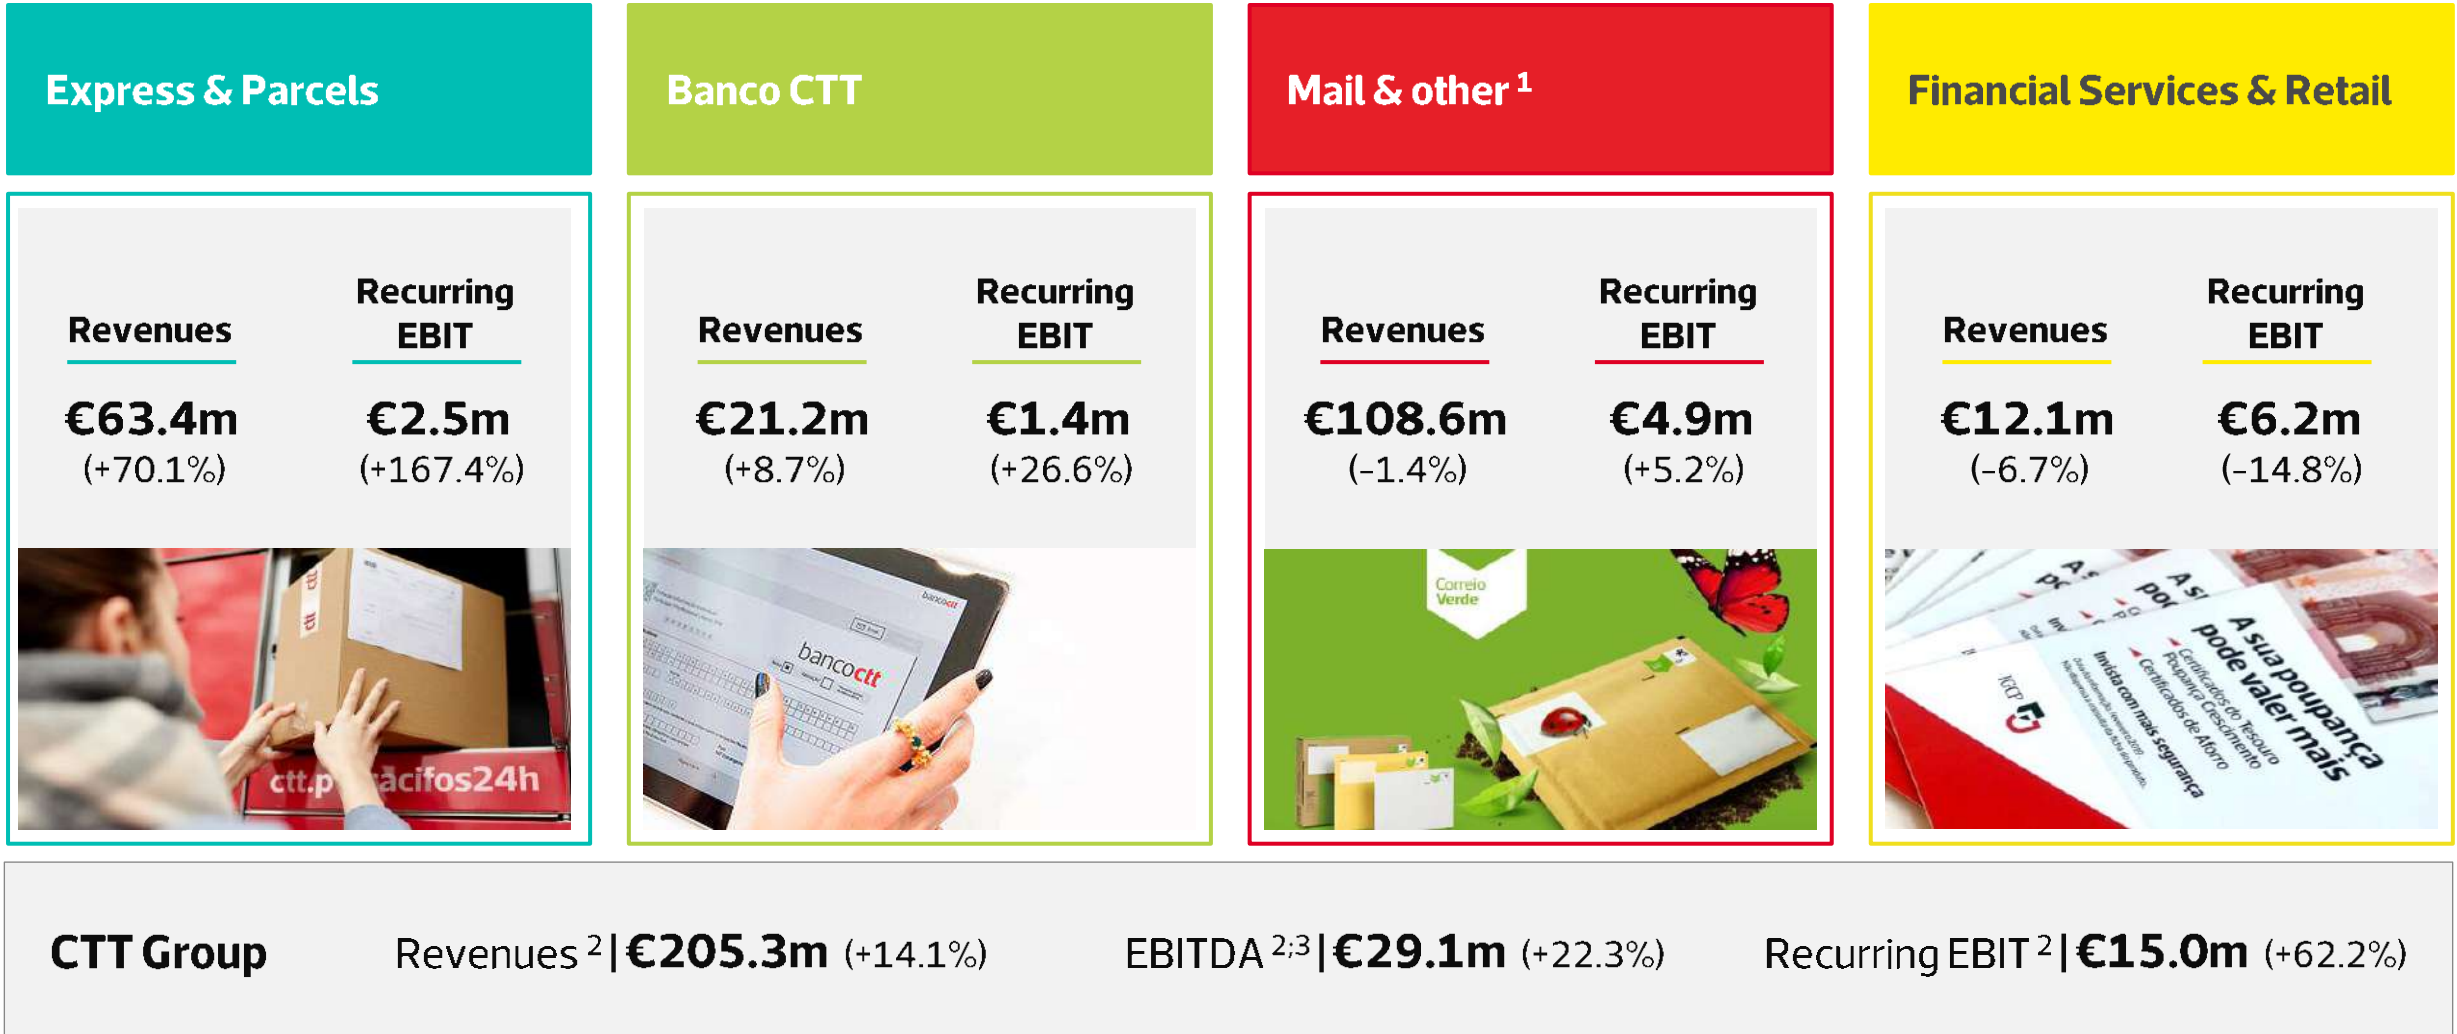 Express & Parcels
Banco CTT
Mail & other 1
Financial Services & Retail
Revenues
Recurring
EBIT
€63.4m
(+70.1%)
€2.5m
(+167.4%)
Revenues
Recurring
EBIT
€21.2m
(+8.7%)
€1.4m
(+26.6%)
Revenues
Recurring
EBIT
€108.6m
(-1.4%)
€4.9m
(+5.2%)
Revenues
Recurring
EBIT
€12.1m
(-6.7%)
€6.2m
(-14.8%)
ctt
ctt
ctt.p
ācifos24h
bancoctt
bancoctt
Correio
Verde
A sua poupança
pode valer mais
Certificados do Tesouro
Poupança Crescimento
Certificados de Aforro
Invista com mais segurança
IGCP
CTT Group
Revenues 2|€205.3m (+14.1%)
EBITDA 2;3|€29.1m (+22.3%)
Recurring EBIT 2|€15.0m (+62.2%)